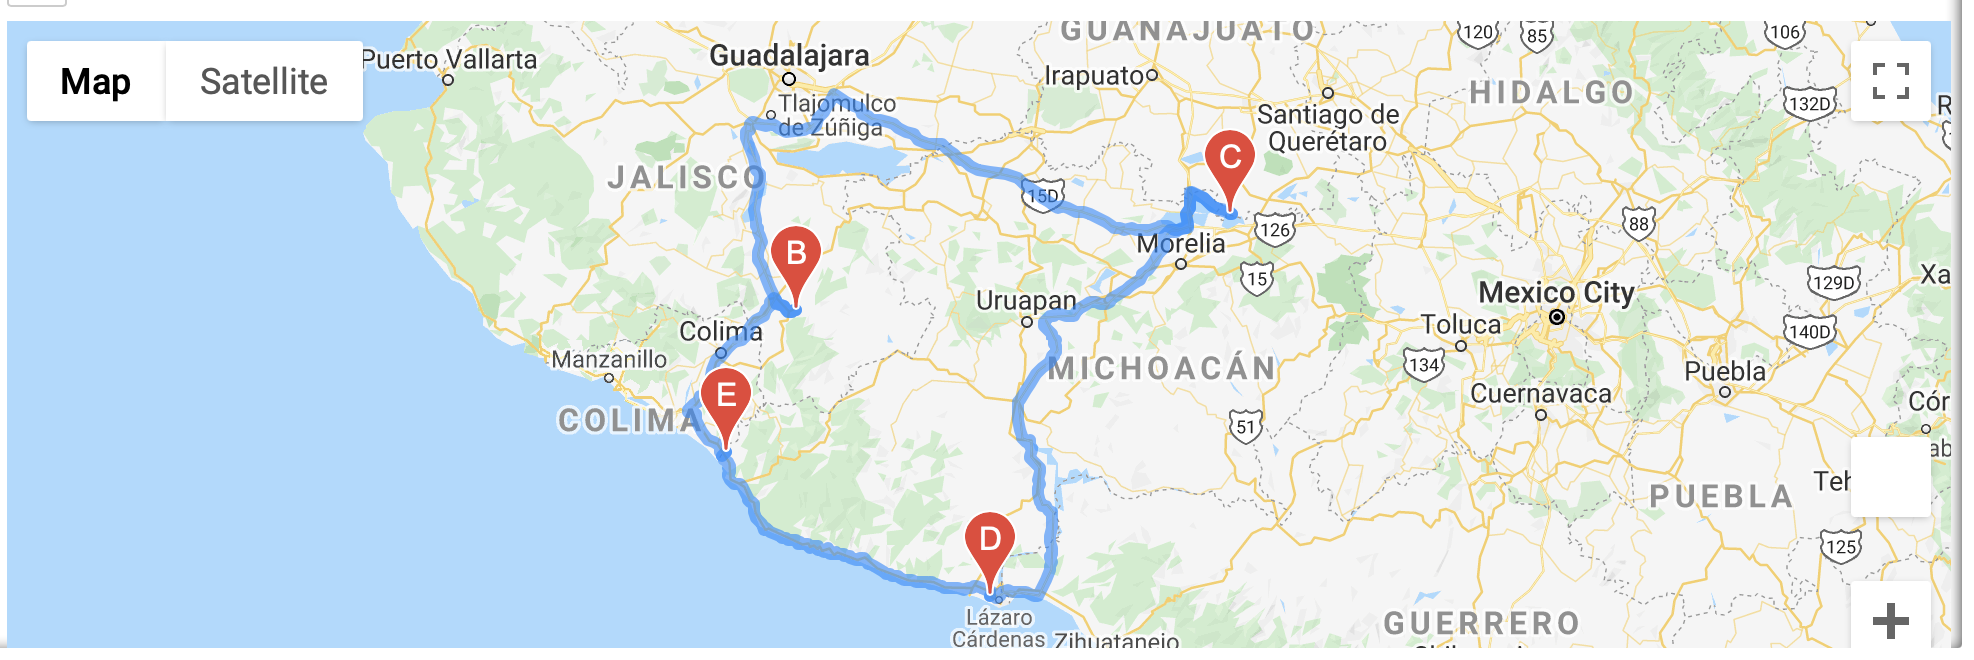 GUANAJUATO
120
85
106
Map
Satellite
Puerto Vallarta
Guadalajara
Irapuato
HIDALGO
132D
Tlajomulco
de Zúñiga
Santiago de
Querétaro
C
JALISCO
15D
126
88
Morelia
B
15
129D
Xa
Uruapan
Mexico City
Colima
Toluca
140D
Manzanillo
MICHOACÁN
134
Puebla
E
Cuernavaca
Cór
COLIMA
51
ab
Teh
PUEBLA
D
125
Lázaro
Cárdenas
Zihuatanejo
GUERRERO
+